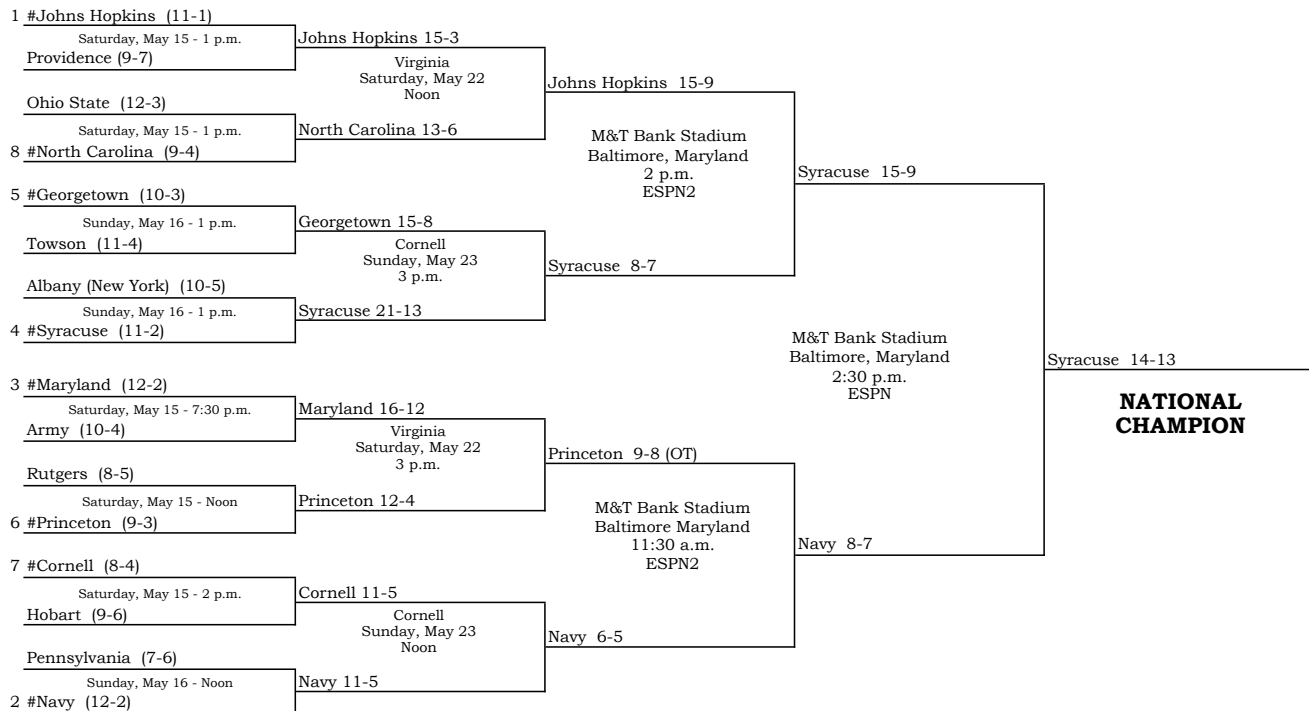 1 #Johns Hopkins (11-1)
Saturday, May 15 - 1 p.m.
Providence (9-7)
Ohio State (12-3)
Saturday, May 15 - 1 p.m.
8 #North Carolina (9-4)
5 #Georgetown (10-3)
Sunday, May 16 - 1 p.m.
Towson (11-4)
Albany (New York) (10-5)
Sunday, May 16 - 1 p.m.
4 #Syracuse (11-2)
3 #Maryland (12-2)
Saturday, May 15 - 7:30 p.m.
Army (10-4)
Rutgers (8-5)
Saturday, May 15 - Noon
6 #Princeton (9-3)
7 #Cornell (8-4)
Saturday, May 15 - 2 p.m.
Hobart (9-6)
Pennsylvania (7-6)
Sunday, May 16 - Noon
2 #Navy (12-2)
Johns Hopkins 15-3
Virginia
Saturday, May 22
Noon
North Carolina 13-6
Georgetown 15-8
Cornell
Sunday, May 23
3 p.m.
Syracuse 21-13
Maryland 16-12
Virginia
Saturday, May 22
3 p.m.
Princeton 12-4
Cornell 11-5
Cornell
Sunday, May 23
Noon
Navy 11-5
Johns Hopkins 15-9
M&T Bank Stadium
Baltimore, Maryland
2 p.m.
ESPN2
Syracuse 8-7
Princeton 9-8 (OT)
M&T Bank Stadium
Baltimore Maryland
11:30 a.m.
ESPN2
Navy 6-5
Syracuse 15-9
M&T Bank Stadium
Baltimore, Maryland
2:30 p.m.
ESPN
Navy 8-7
Syracuse 14-13
NATIONAL
CHAMPION